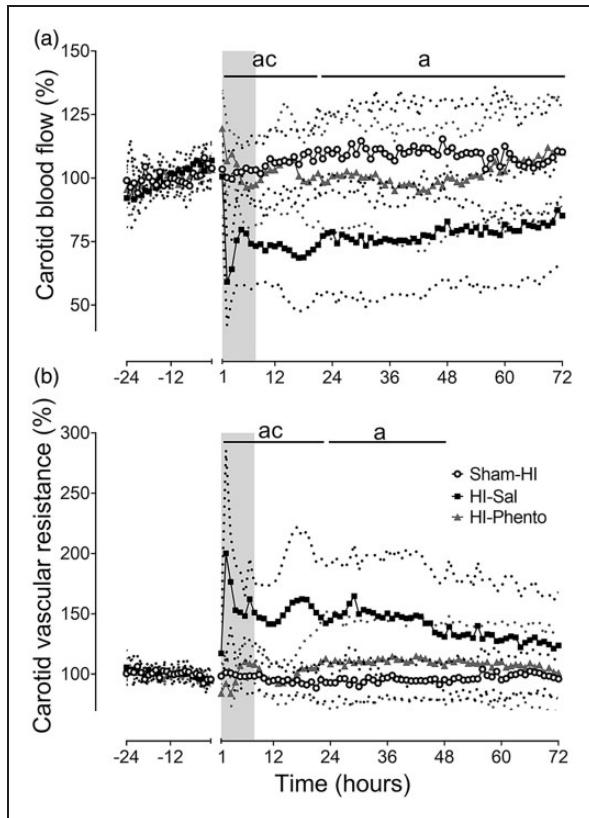 (a)
150
ac
a
125
100
75
50
Carotid blood flow (%)
-24 -12 1 12 24 36 48 60 72
(b)
300
ac
a
250
200
150
100
Carotid vascular resistance (%)
Sham-HI
HI-Sal
HI-Phento
-24 -12 1 12 24 36 48 60 72
Time (hours)